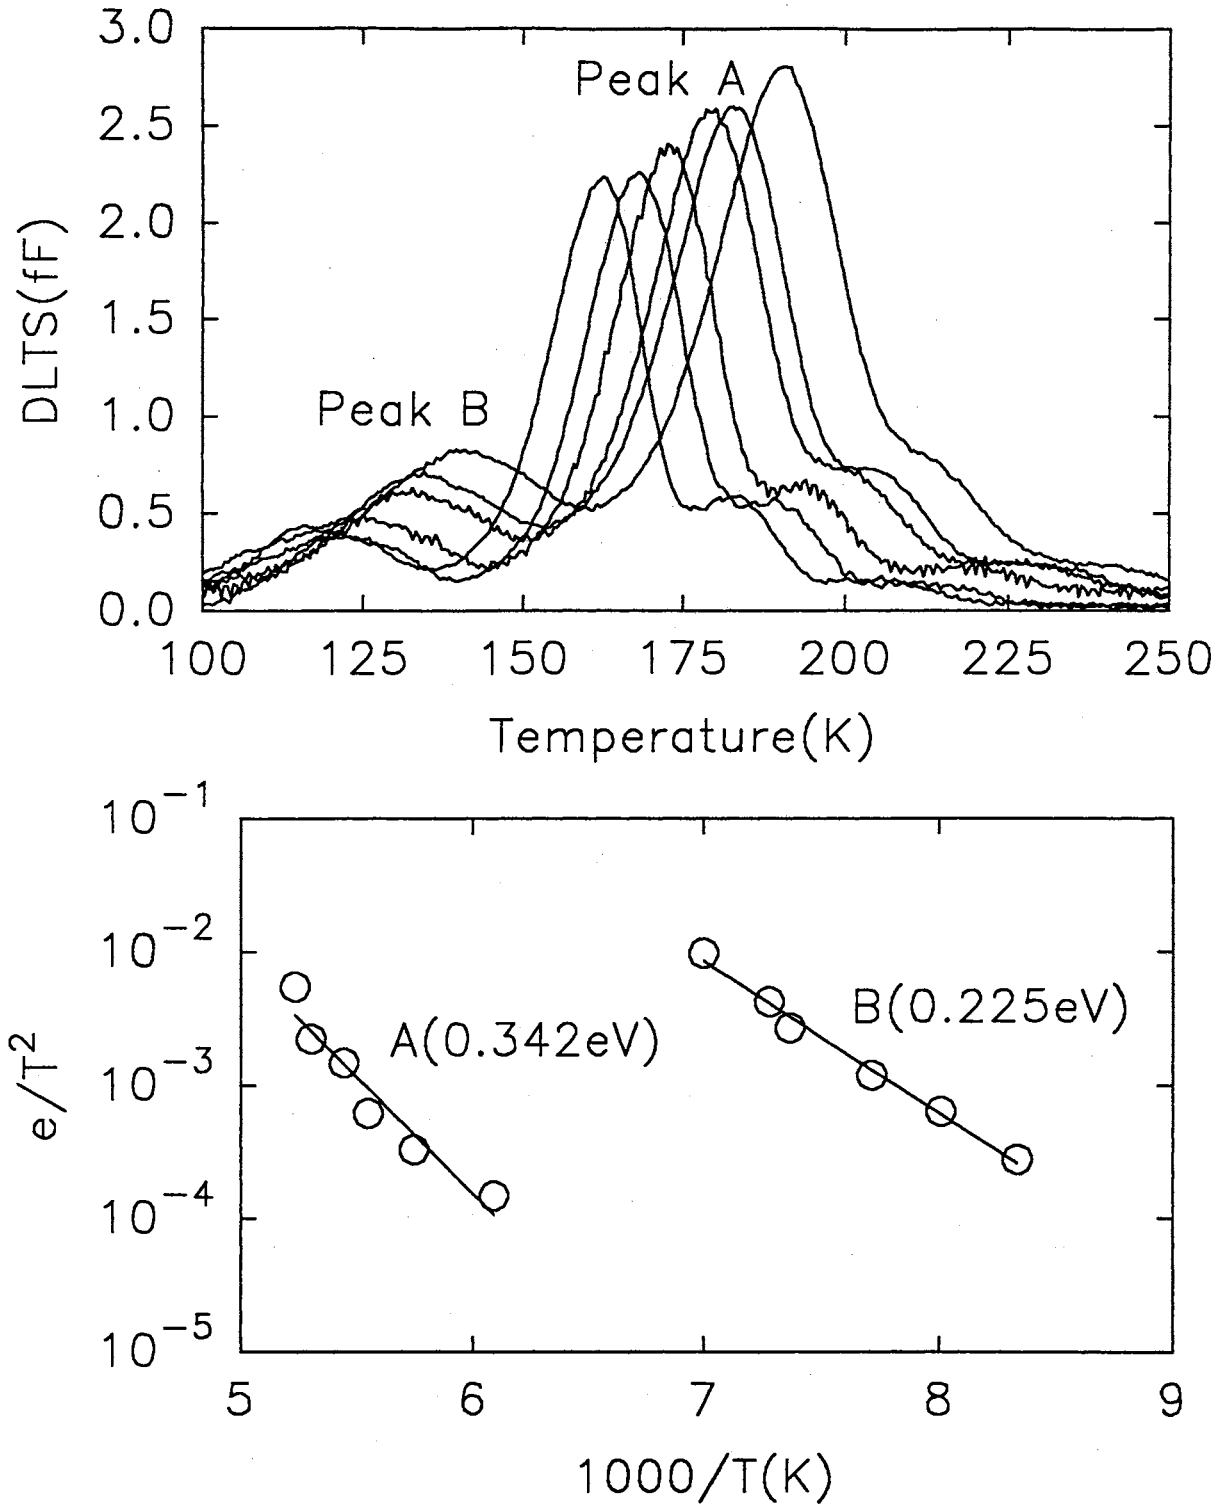 3.0
2.5
2.0
1.5
1.0
0.5
0.0
DLTS(fF)
Peak A
Peak B
100 125 150 175 200 225 250
Temperature(K)
10⁻¹
10⁻²
10⁻³
10⁻⁴
10⁻⁵
e/T²
A(0.342eV)
B(0.225eV)
5 6 7 8 9
1000/T(K)